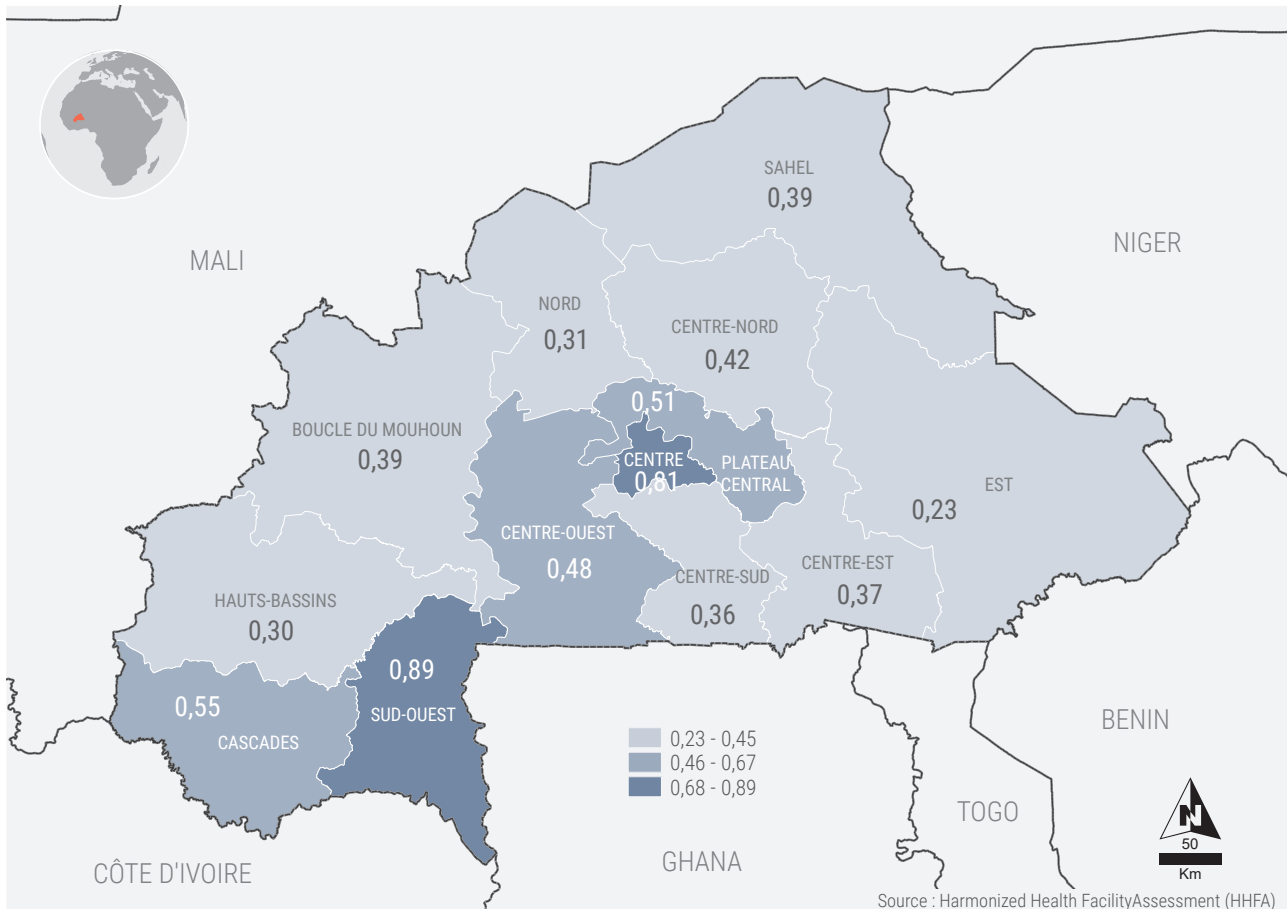 SAHEL
0,39
NIGER
MALI
NORD
0,31
CENTRE-NORD
0,42
0,51
BOUCLE DU MOUHOUN
0,39
CENTRE
0,81
PLATEAU
CENTRAL
EST
0,23
CENTRE-OUEST
0,48
CENTRE-SUD
0,36
CENTRE-EST
0,37
HAUTS-BASSINS
0,30
0,89
SUD-OUEST
0,55
CASCADES
0,23 - 0,45
0,46 - 0,67
0,68 - 0,89
BENIN
TOGO
GHANA
CÔTE D'IVOIRE
N
50
Km
Source : Harmonized Health FacilityAssessment (HHFA)